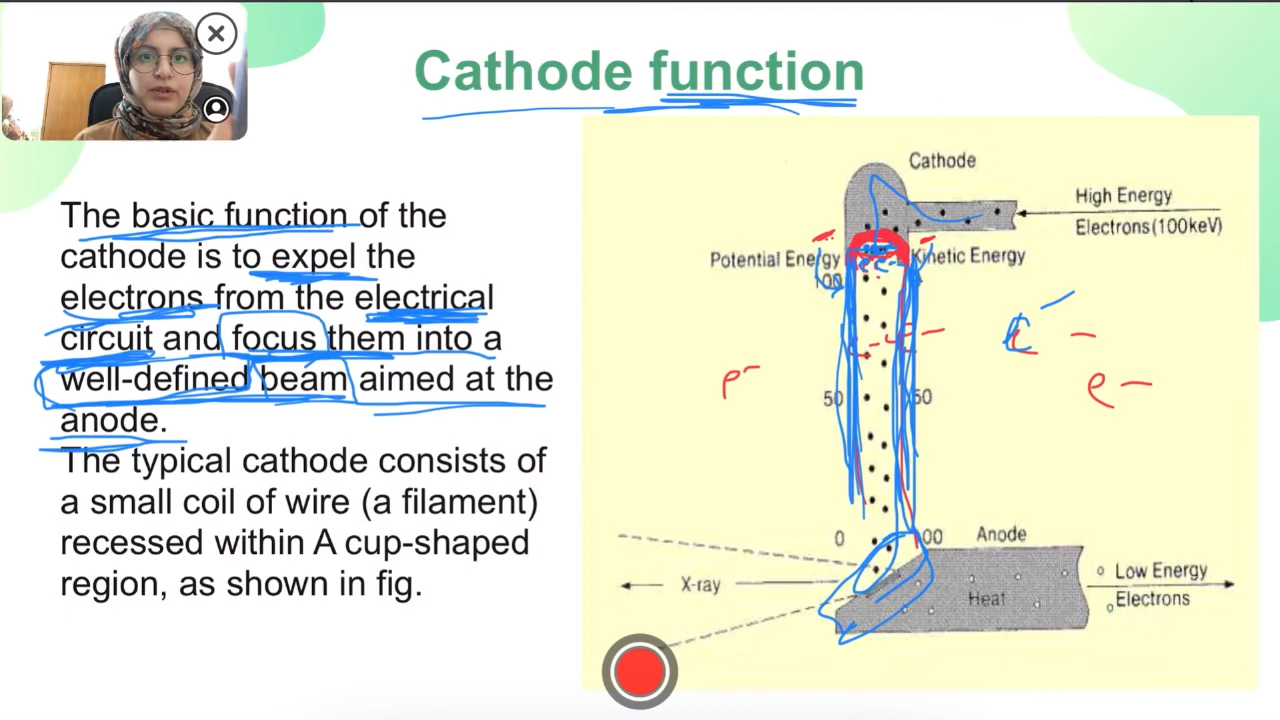 Cathode function
The basic function of the
cathode is to expel the
electrons from the electrical
circuit and focus them into a
well-defined beam aimed at the
anode.
The typical cathode consists of
a small coil of wire (a filament)
recessed within A cup-shaped
region, as shown in fig.
Cathode
High Energy
Electrons(100keV)
Potential Energy
Kinetic Energy
100
e-
e-
50
50
0
100
Anode
X-ray
Heat
Low Energy
Electrons